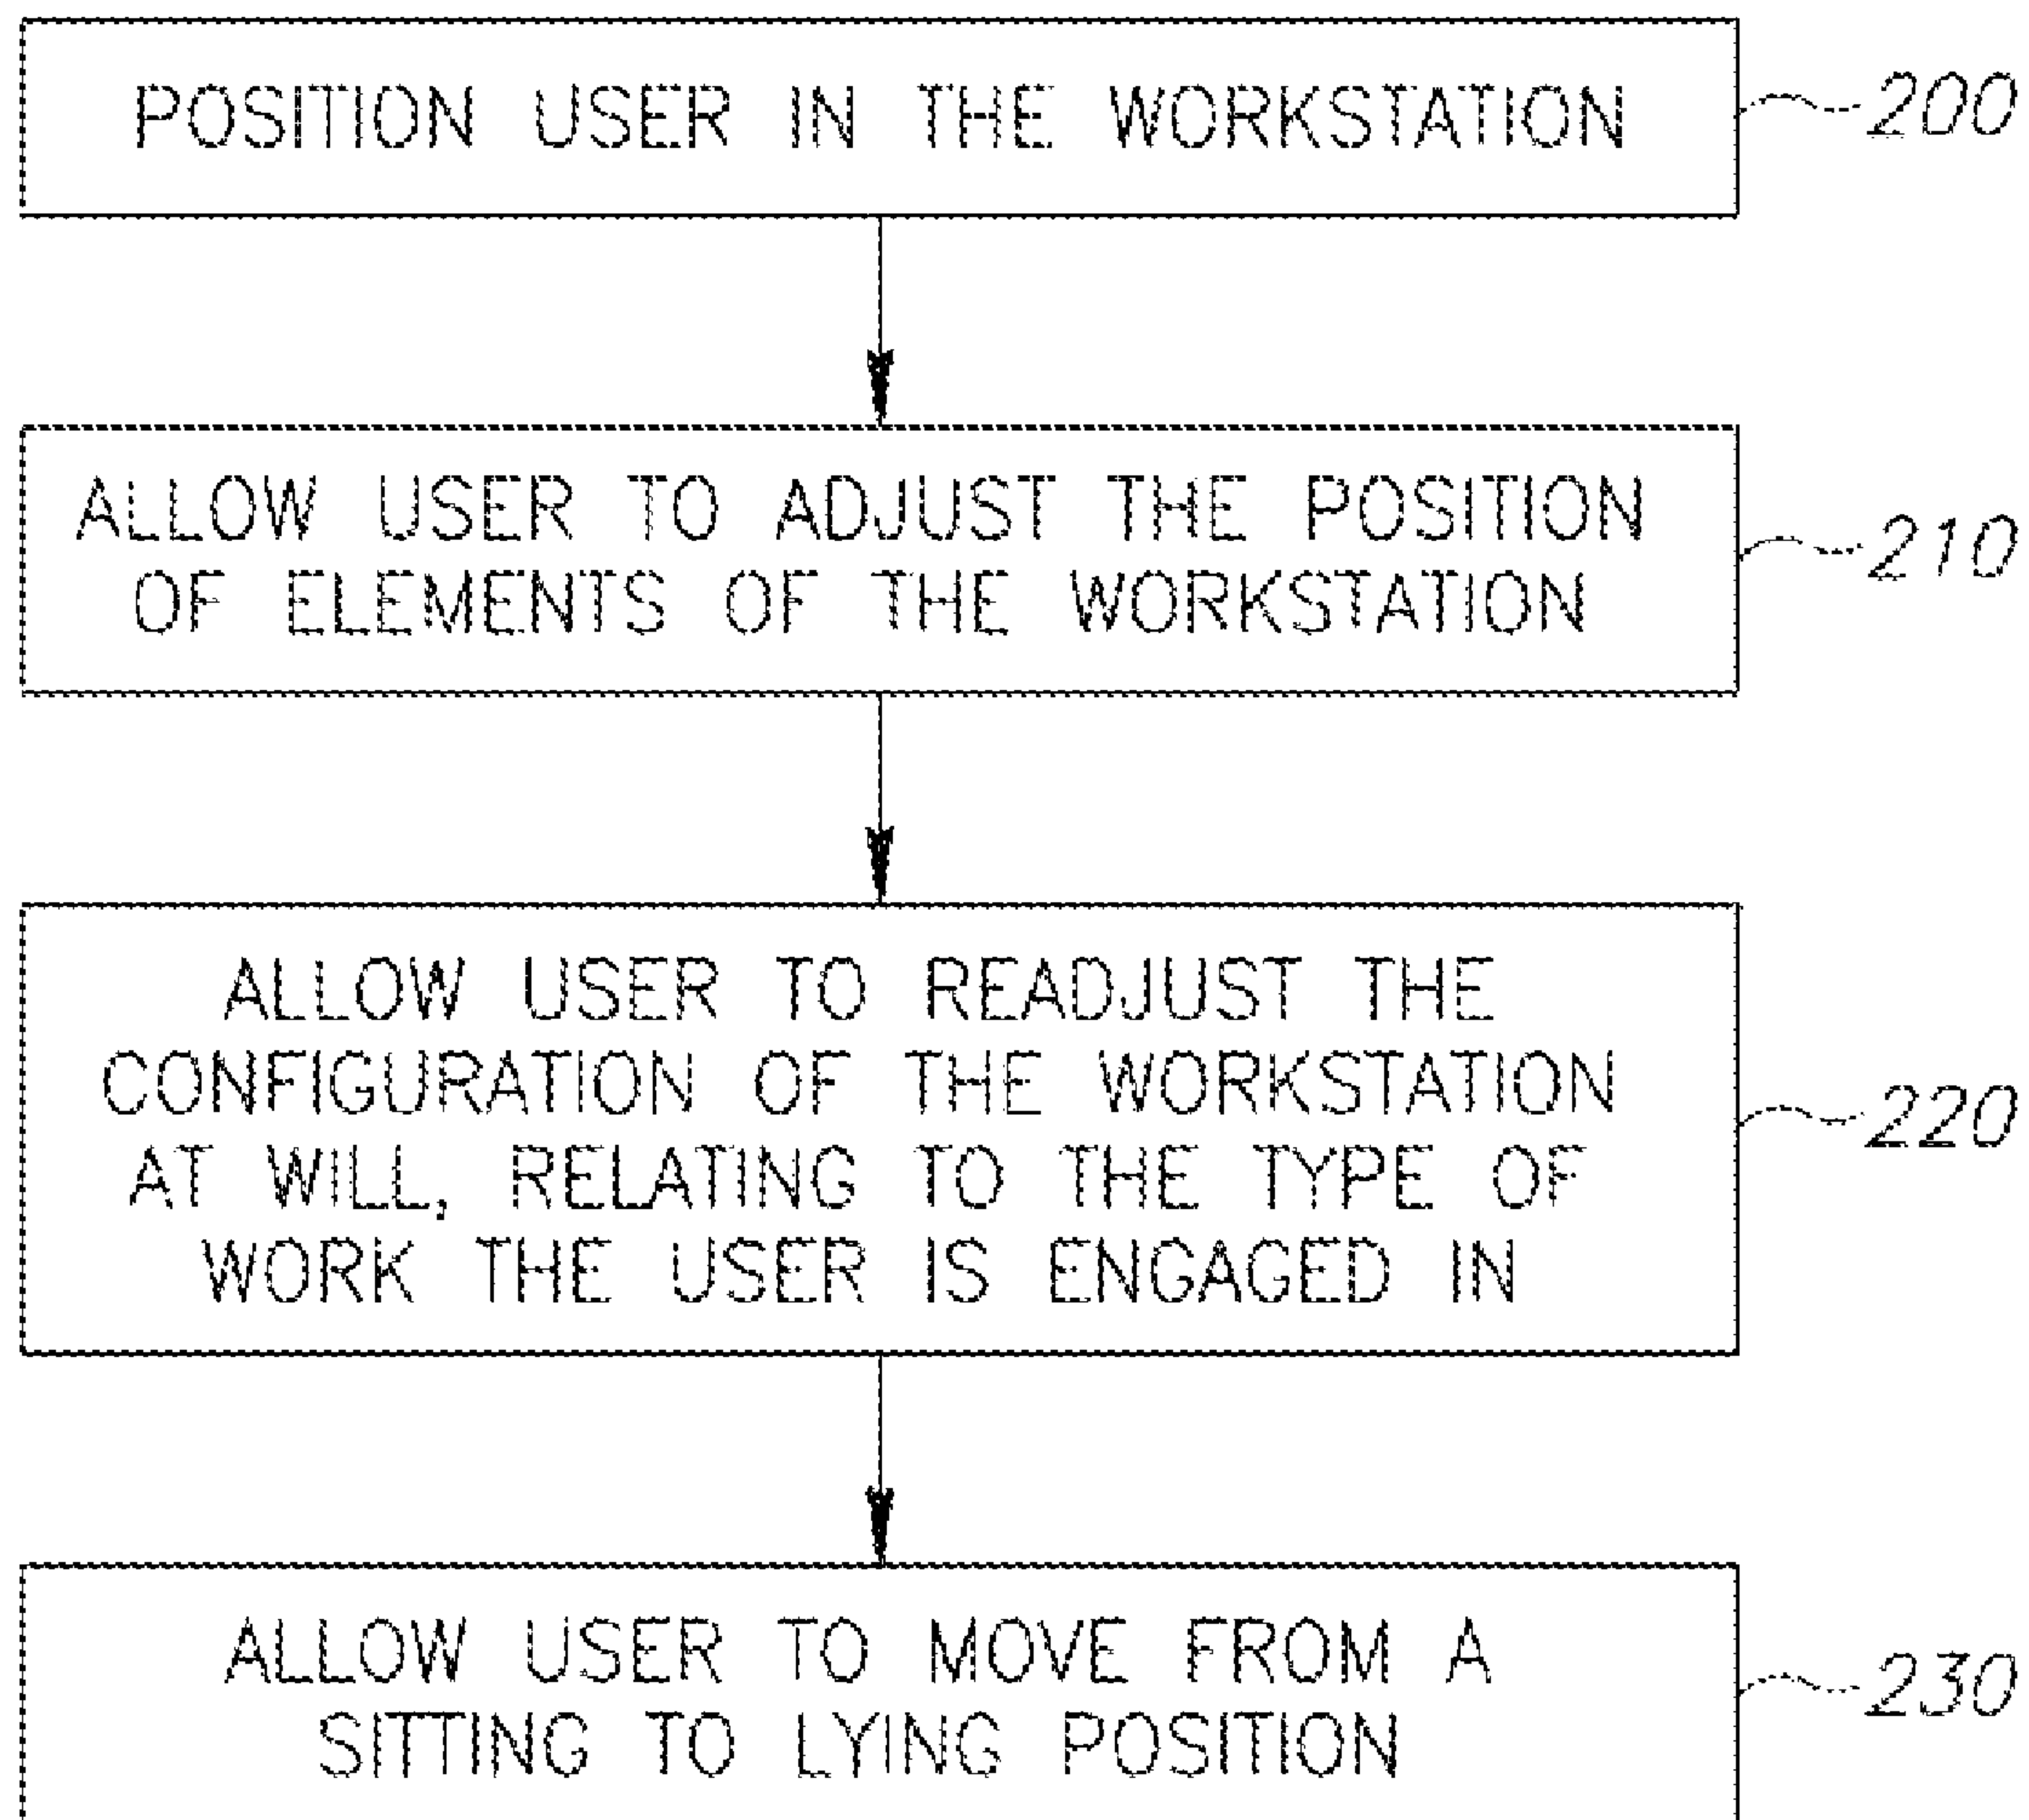 POSITION USER IN THE WORKSTATION
200
ALLOW USER TO ADJUST THE POSITION
OF ELEMENTS OF THE WORKSTATION
210
ALLOW USER TO READJUST THE
CONFIGURATION OF THE WORKSTATION
AT WILL, RELATING TO THE TYPE OF
WORK THE USER IS ENGAGED IN
220
ALLOW USER TO MOVE FROM A
SITTING TO LYING POSITION
230